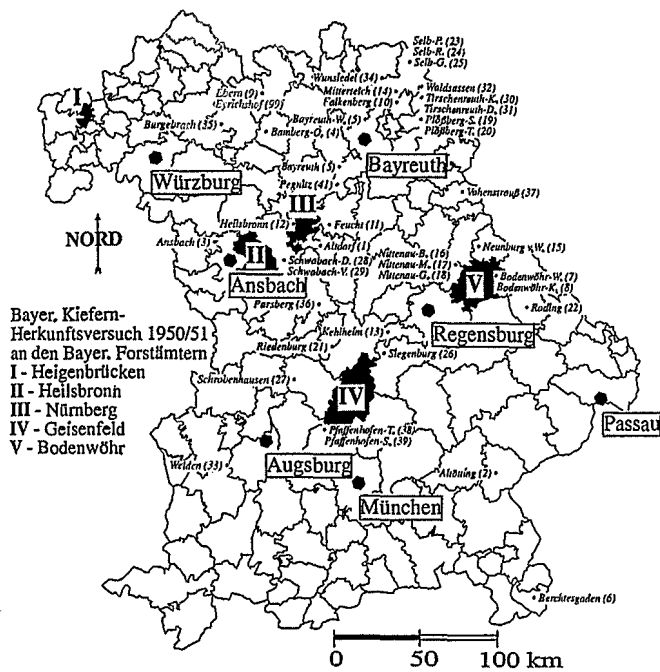 Selb-P. (23)
Selb-R. (24)
Selb-G. (25)
Wunsiedel (34)
Mitterteich (14)
Falkenberg (10)
Waldsassen (32)
Tirschenreuth-K. (30)
Tirschenreuth-D. (31)
Plößberg-S. (19)
Plößberg-T. (20)
Ebern (9)
Eyrichshof (99)
Burgebrach (35)
Bayreuth-W. (5)
Bamberg-O. (4)
I
Würzburg
Bayreuth
Bayreuth (5)
Pegnitz (41)
Vohenstrauß (37)
III
NORD
Heilsbronn (12)
Feucht (11)
Ansbach (3)
Altdorf (1)
II
Schwabach-D. (28)
Schwabach-V. (29)
Ansbach
Nittenau-B. (16)
Nittenau-M. (17)
Nittenau-G. (18)
Neunburg v.W. (15)
V
Bodenwöhr-W. (7)
Bodenwöhr-K. (8)
Roding (22)
Parsberg (36)
Regensburg
Kehlheim (13)
Riedenburg (21)
Siegenburg (26)
Bayer. Kiefern-
Herkunftsversuch 1950/51
an den Bayer. Forstämtern
I - Heigenbrücken
II - Heilsbronn
III - Nürnberg
IV - Geisenfeld
V - Bodenwöhr
Schrobenhausen (27)
IV
Passau
Pfaffenhofen-T. (38)
Pfaffenhofen-S. (39)
Augsburg
Welden (33)
Altötting (2)
München
Berchtesgaden (6)
0 50 100 km